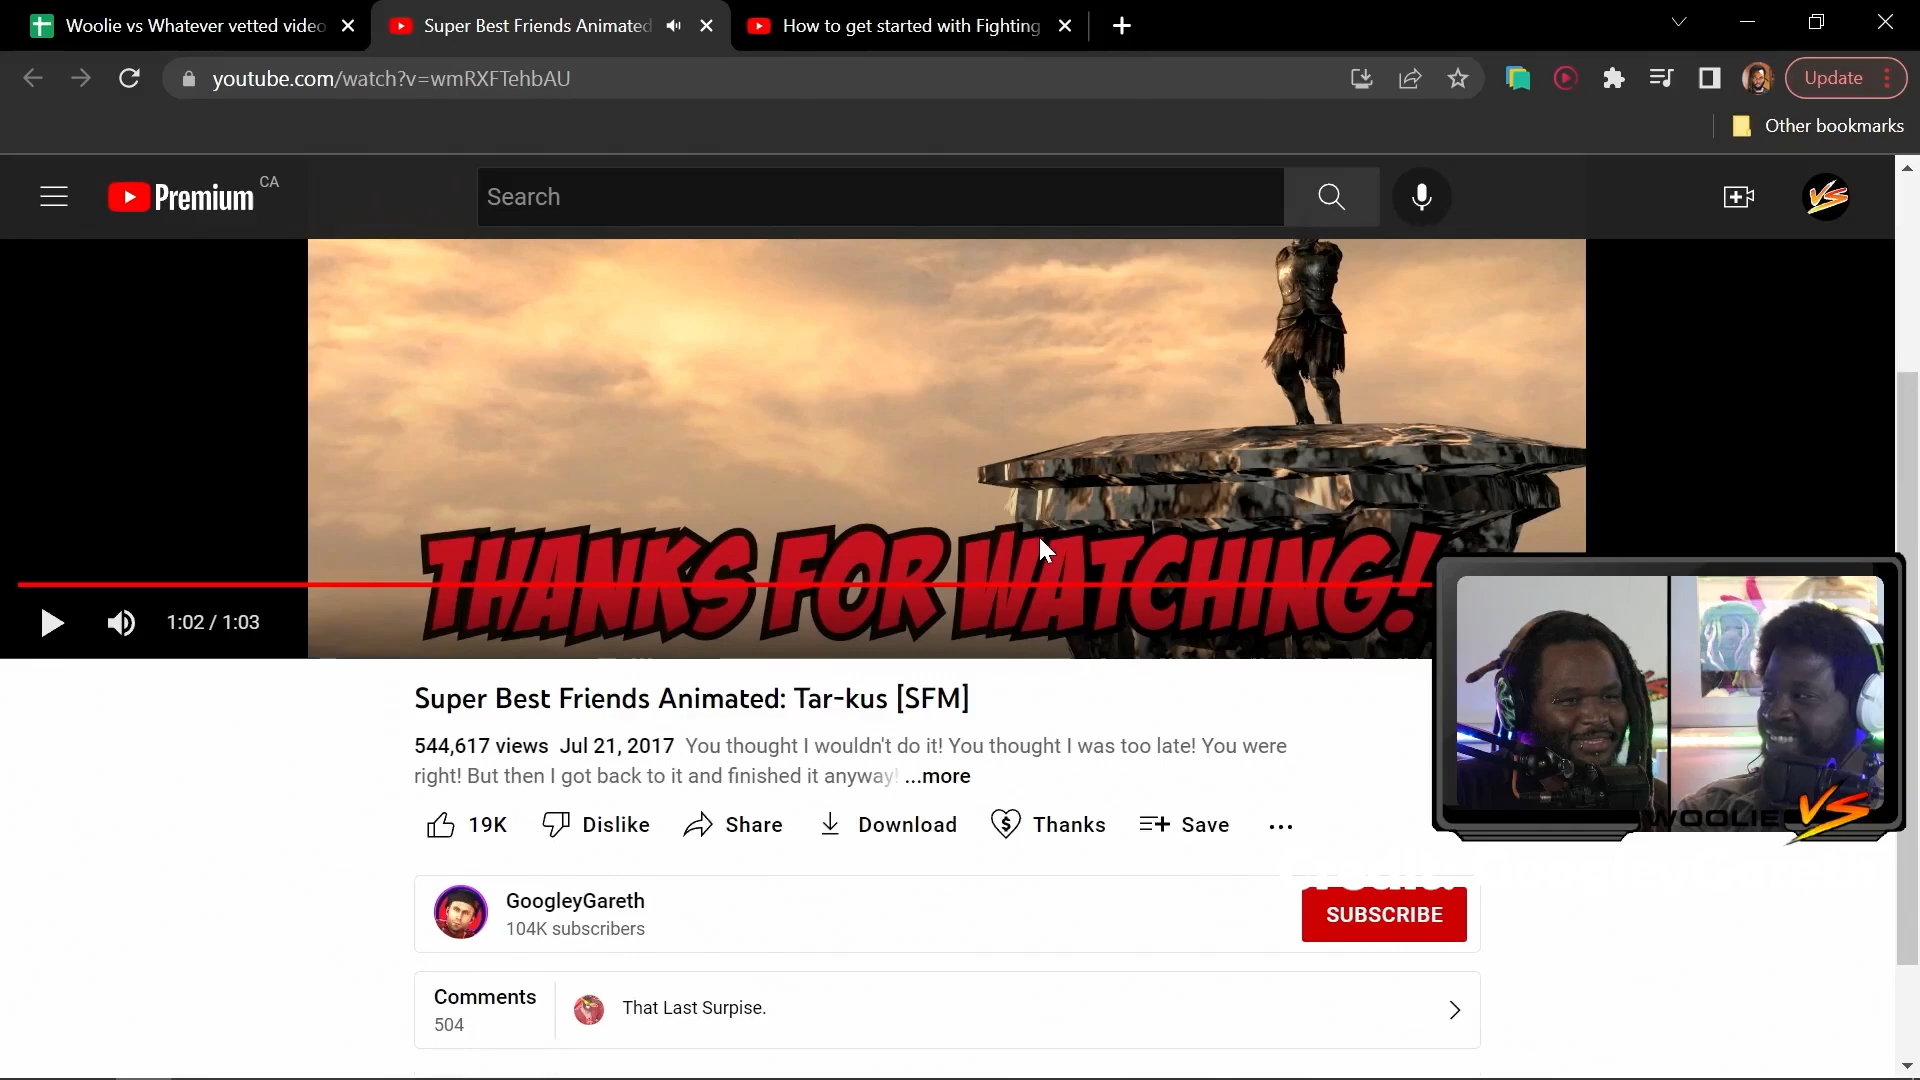 Woolie vs Whatever vetted video
Super Best Friends Animated
How to get started with Fighting
youtube.com/watch?v=wmRXFTehbAU
Update
Other bookmarks
Premium CA
Search
THANKS FOR WATCHING!
1:02 / 1:03
Super Best Friends Animated: Tar-kus [SFM]
544,617 views Jul 21, 2017 You thought I wouldn't do it! You thought I was too late! You were
right! But then I got back to it and finished it anyway! ...more
19K Dislike Share Download Thanks Save
WOOLIE VS
GoogleyGareth
104K subscribers
SUBSCRIBE
Comments
504
That Last Surpise.